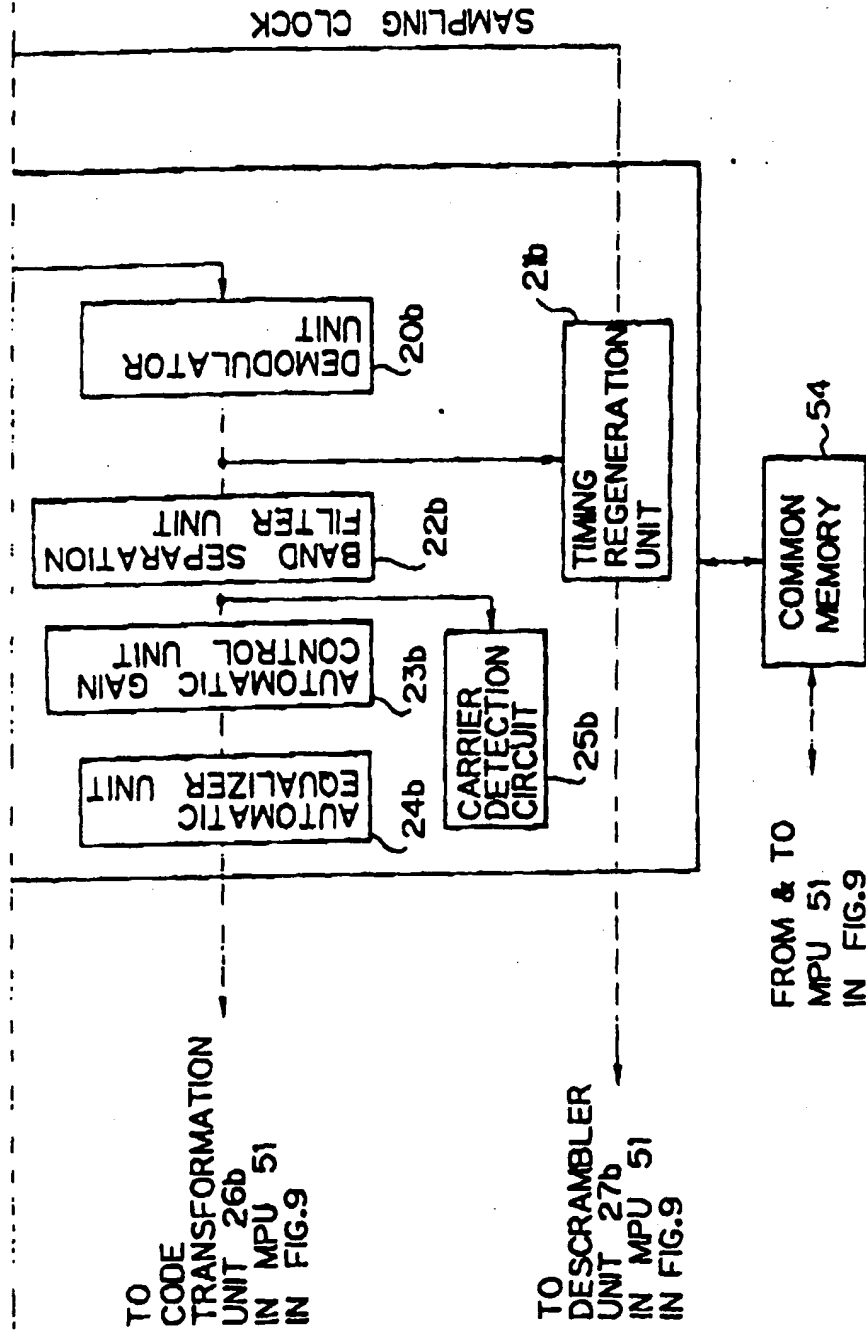 SAMPLING CLOCK
DEMODULATOR
UNIT
20b
BAND SEPARATION
FILTER UNIT
22b
AUTOMATIC GAIN
CONTROL UNIT
23b
AUTOMATIC
EQUALIZER UNIT
24b
TO
CODE
TRANSFORMATION
UNIT 26b
IN MPU 51
IN FIG.9
21b
TIMING
REGENERATION
UNIT
CARRIER
DETECTION
CIRCUIT
25b
TO
DESCRAMBLER
UNIT 27b
IN MPU 51
IN FIG.9
54
COMMON
MEMORY
FROM & TO
MPU 51
IN FIG.9